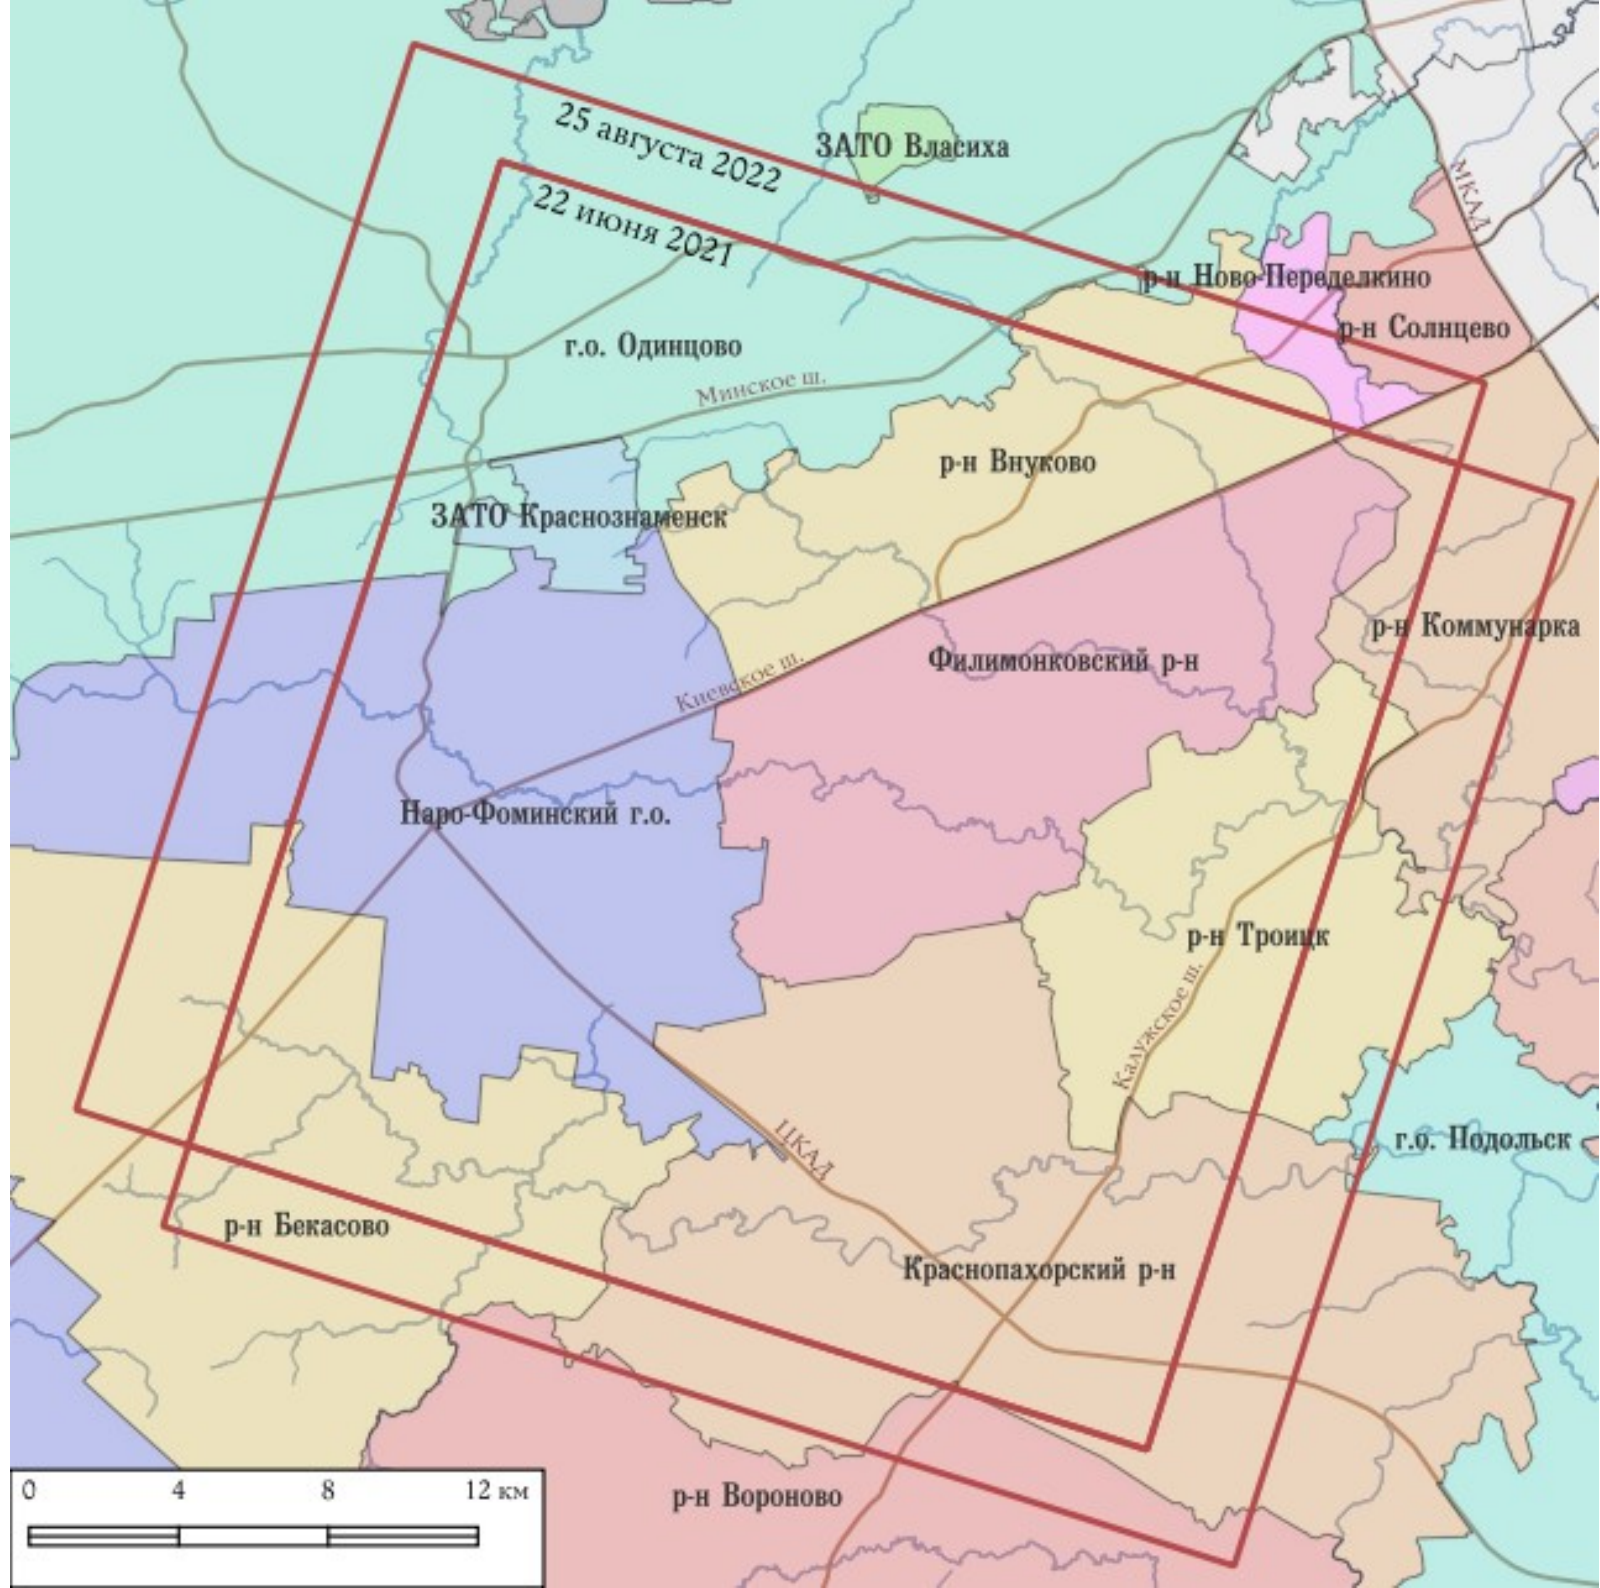 25 августа 2022
ЗАТО Власиха
МКАД
22 июня 2021
р-н Ново-Переделкино
р-н Солнцево
г.о. Одинцово
Минское ш.
р-н Внуково
ЗАТО Краснознаменск
р-н Коммунарка
Филимонковский р-н
Киевское ш.
Наро-Фоминский г.о.
р-н Троицк
Калужское ш.
ЦКАД
г.о. Подольск
р-н Бекасово
Краснопахорский р-н
р-н Вороново
0 4 8 12 км